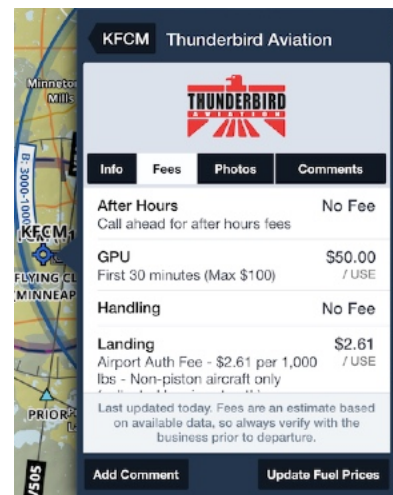 KFCM Thunderbird Aviation
THUNDERBIRD
AVIATION
Info Fees Photos Comments
After Hours No Fee
Call ahead for after hours fees
GPU $50.00
First 30 minutes (Max $100) / USE
Handling No Fee
Landing $2.61
Airport Auth Fee - $2.61 per 1,000 / USE
lbs - Non-piston aircraft only
Last updated today. Fees are an estimate based
on available data, so always verify with the
business prior to departure.
Add Comment Update Fuel Prices
Minneto
Mills
B: 3000-1000
KFCM
FLYING CL
(MINNEAP
PRIOR
V505